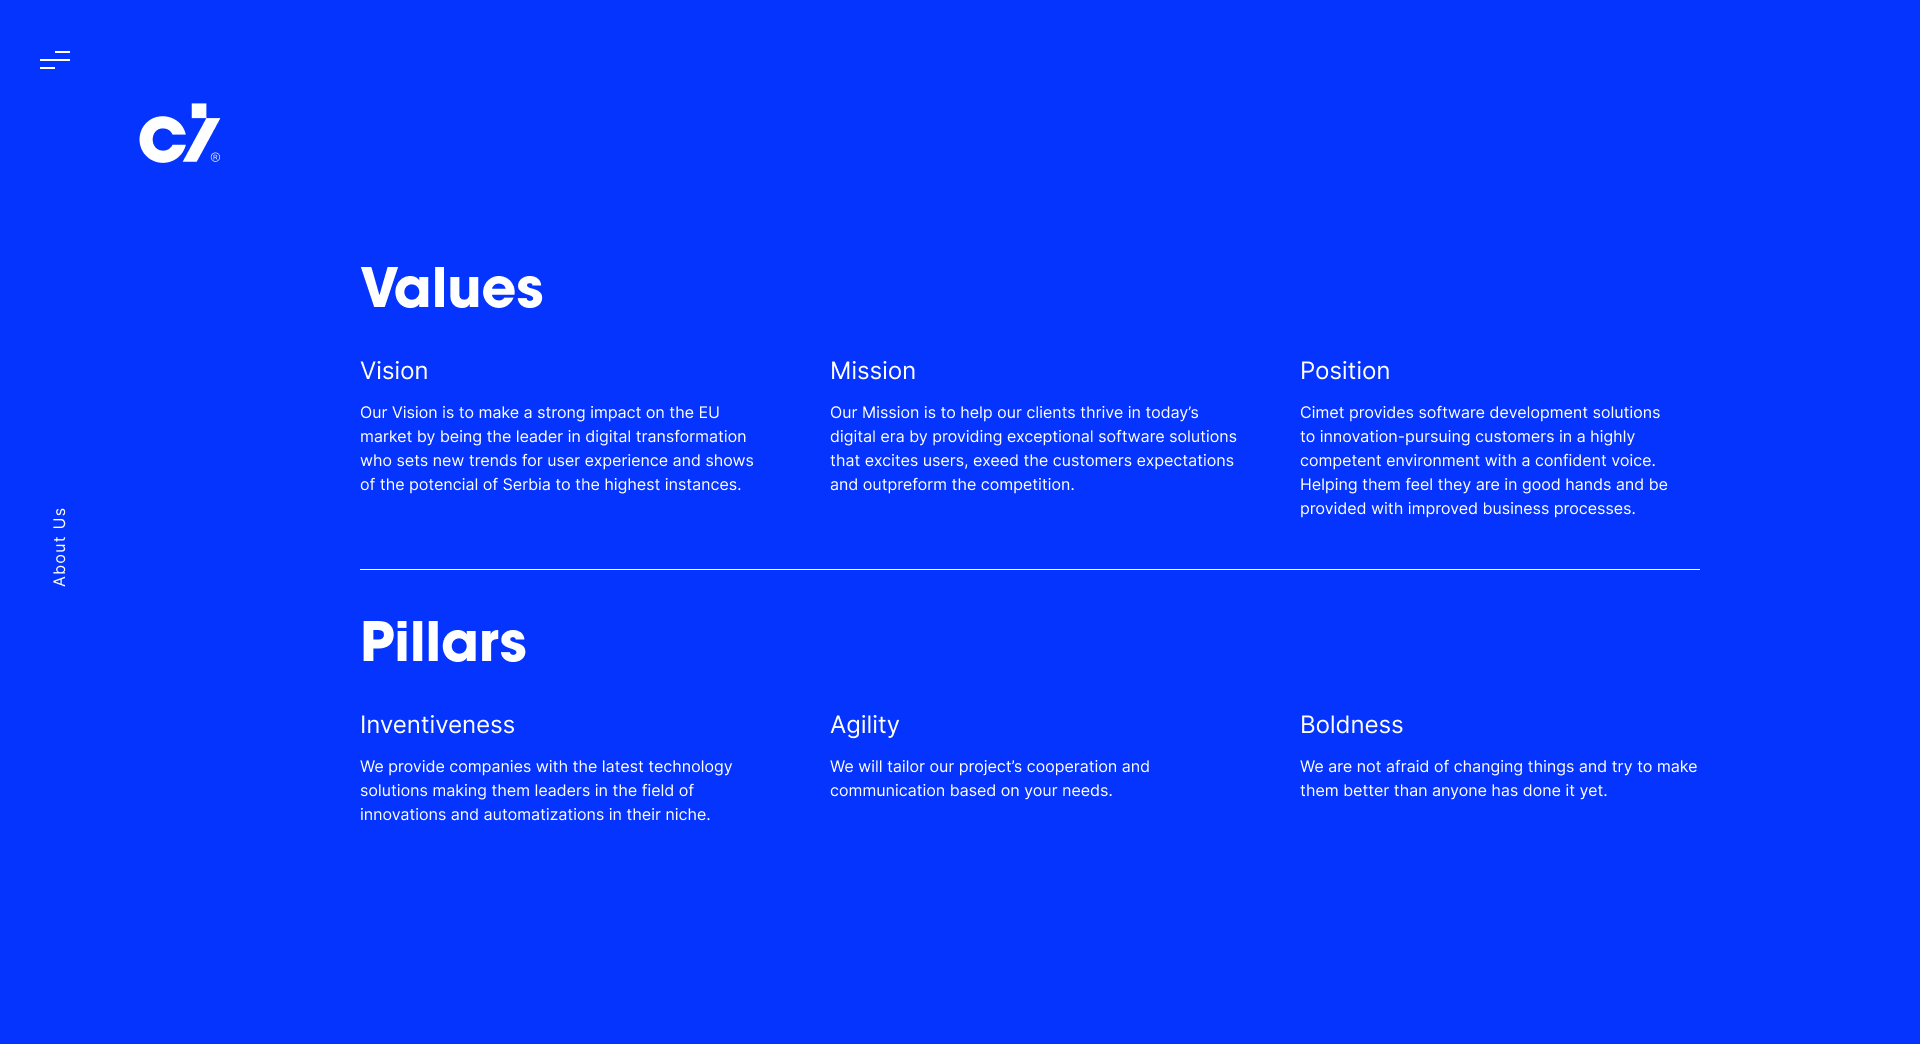 c7®
Values
Vision
Our Vision is to make a strong impact on the EU
market by being the leader in digital transformation
who sets new trends for user experience and shows
of the potencial of Serbia to the highest instances.
Mission
Our Mission is to help our clients thrive in today’s
digital era by providing exceptional software solutions
that excites users, exeed the customers expectations
and outpreform the competition.
Position
Cimet provides software development solutions
to innovation-pursuing customers in a highly
competent environment with a confident voice.
Helping them feel they are in good hands and be
provided with improved business processes.
About Us
Pillars
Inventiveness
We provide companies with the latest technology
solutions making them leaders in the field of
innovations and automatizations in their niche.
Agility
We will tailor our project’s cooperation and
communication based on your needs.
Boldness
We are not afraid of changing things and try to make
them better than anyone has done it yet.